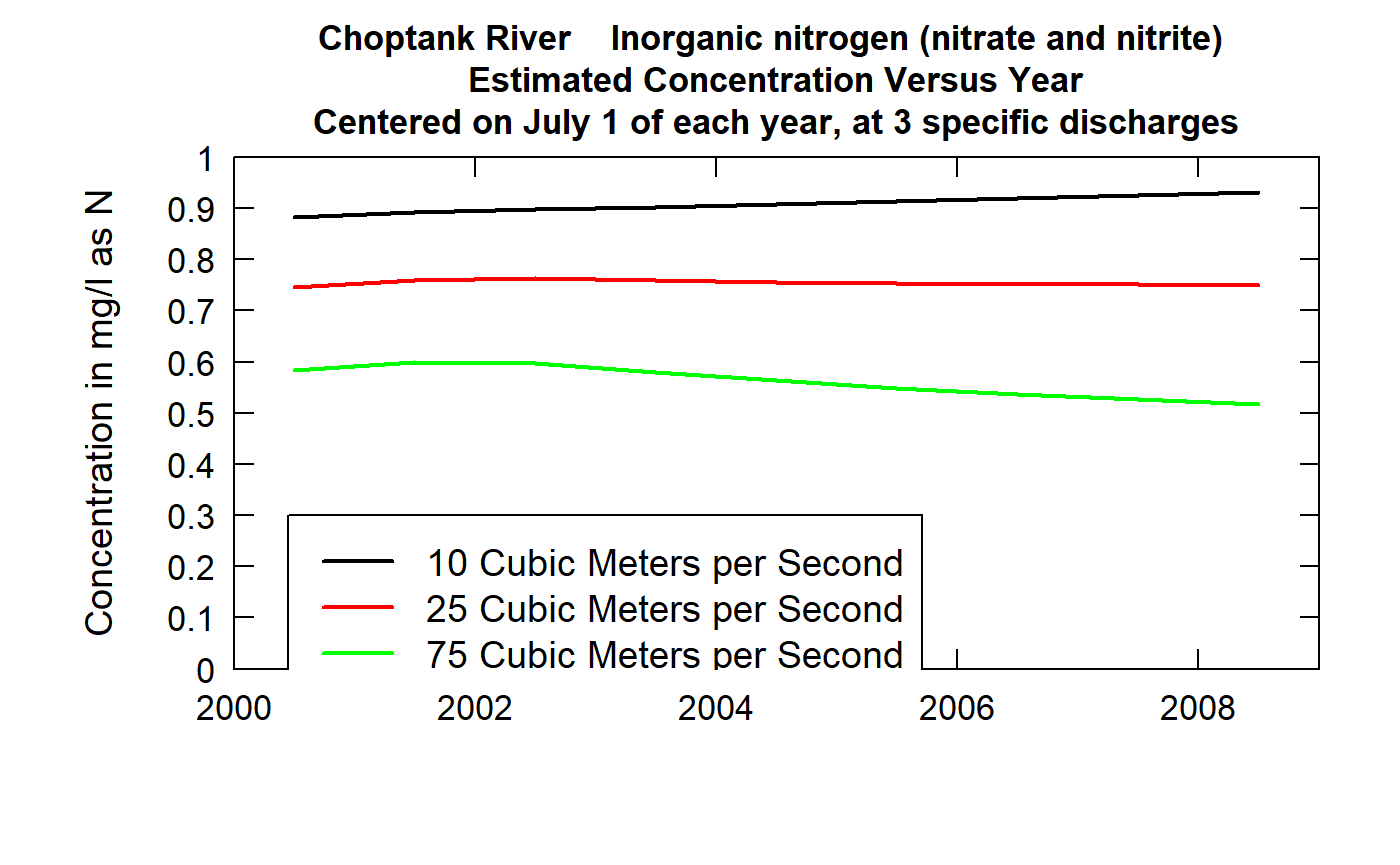 Choptank River    Inorganic nitrogen (nitrate and nitrite)
Estimated Concentration Versus Year
Centered on July 1 of each year, at 3 specific discharges
Concentration in mg/l as N
1
0.9
0.8
0.7
0.6
0.5
0.4
0.3
0.2
0.1
0
10 Cubic Meters per Second
25 Cubic Meters per Second
75 Cubic Meters per Second
2000 2002 2004 2006 2008